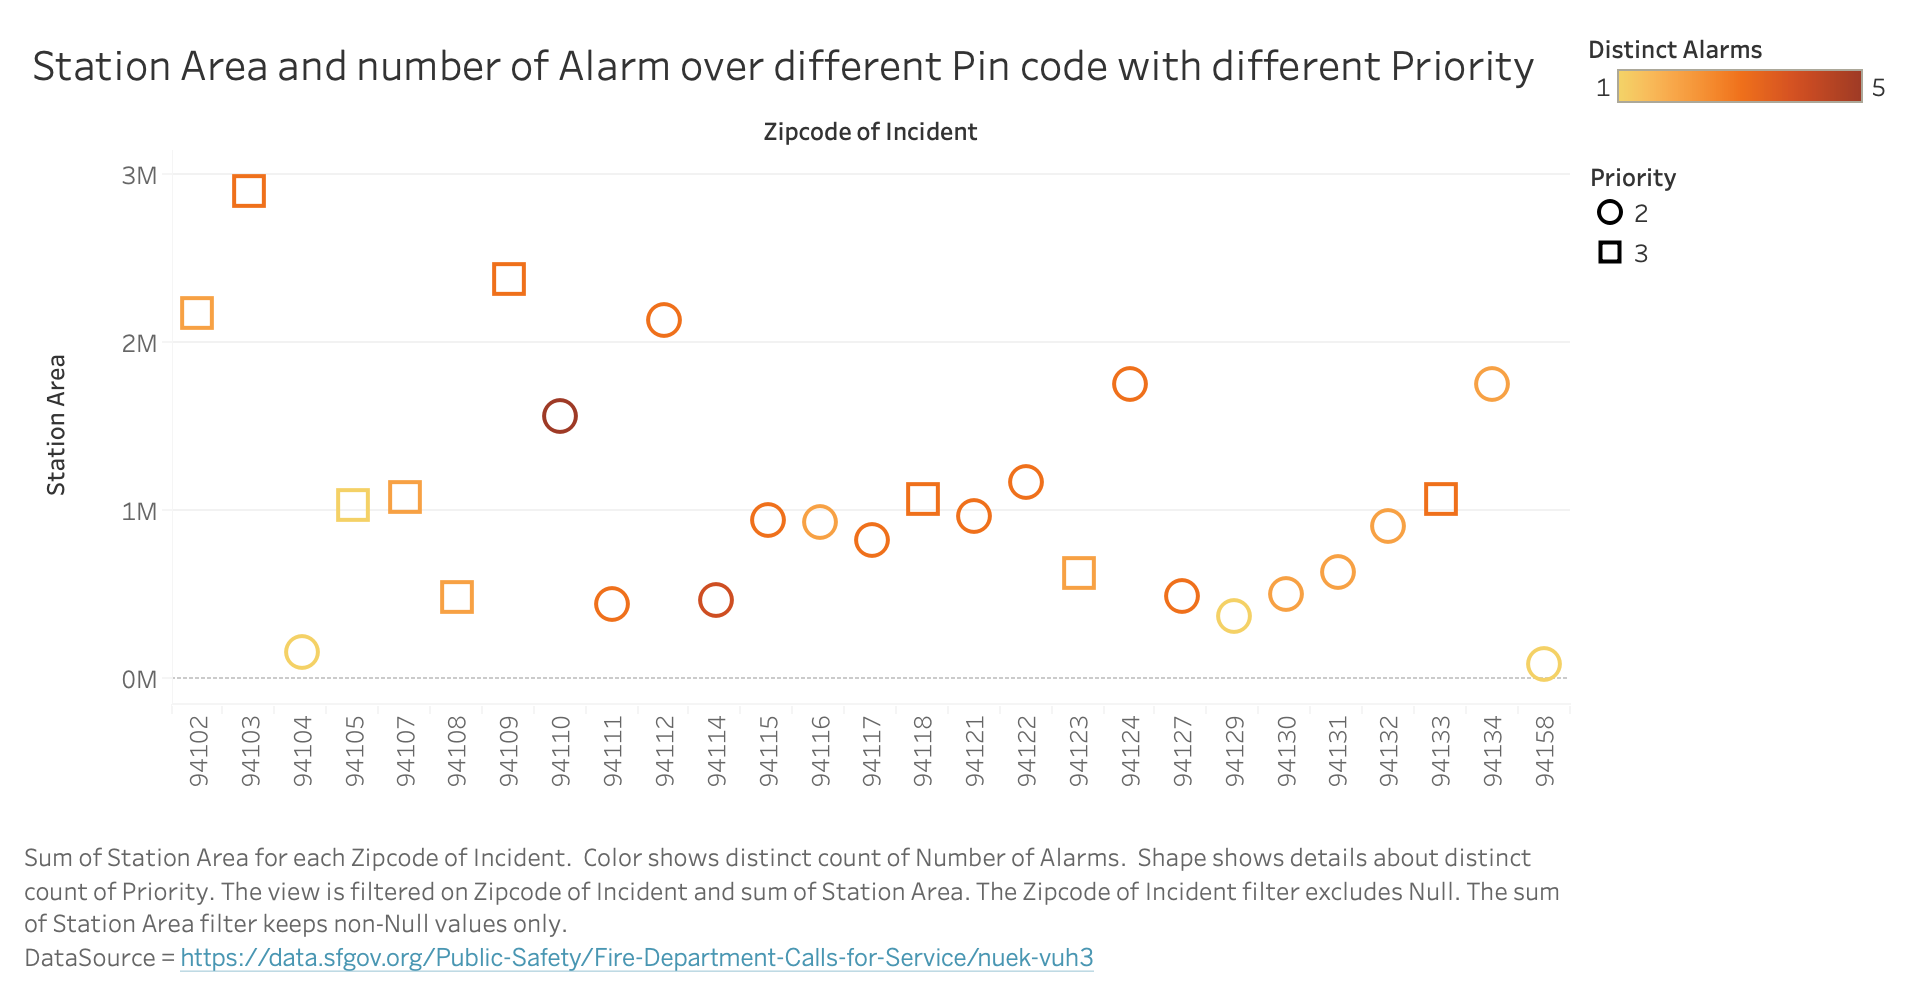 Station Area and number of Alarm over different Pin code with different Priority
Distinct Alarms
1 5
Priority
2
3
Zipcode of Incident
Station Area
3M
2M
1M
0M
94102
94103
94104
94105
94107
94108
94109
94110
94111
94112
94114
94115
94116
94117
94118
94121
94122
94123
94124
94127
94129
94130
94131
94132
94133
94134
94158
Sum of Station Area for each Zipcode of Incident.  Color shows distinct count of Number of Alarms.  Shape shows details about distinct
count of Priority. The view is filtered on Zipcode of Incident and sum of Station Area. The Zipcode of Incident filter excludes Null. The sum
of Station Area filter keeps non-Null values only.
DataSource = https://data.sfgov.org/Public-Safety/Fire-Department-Calls-for-Service/nuek-vuh3